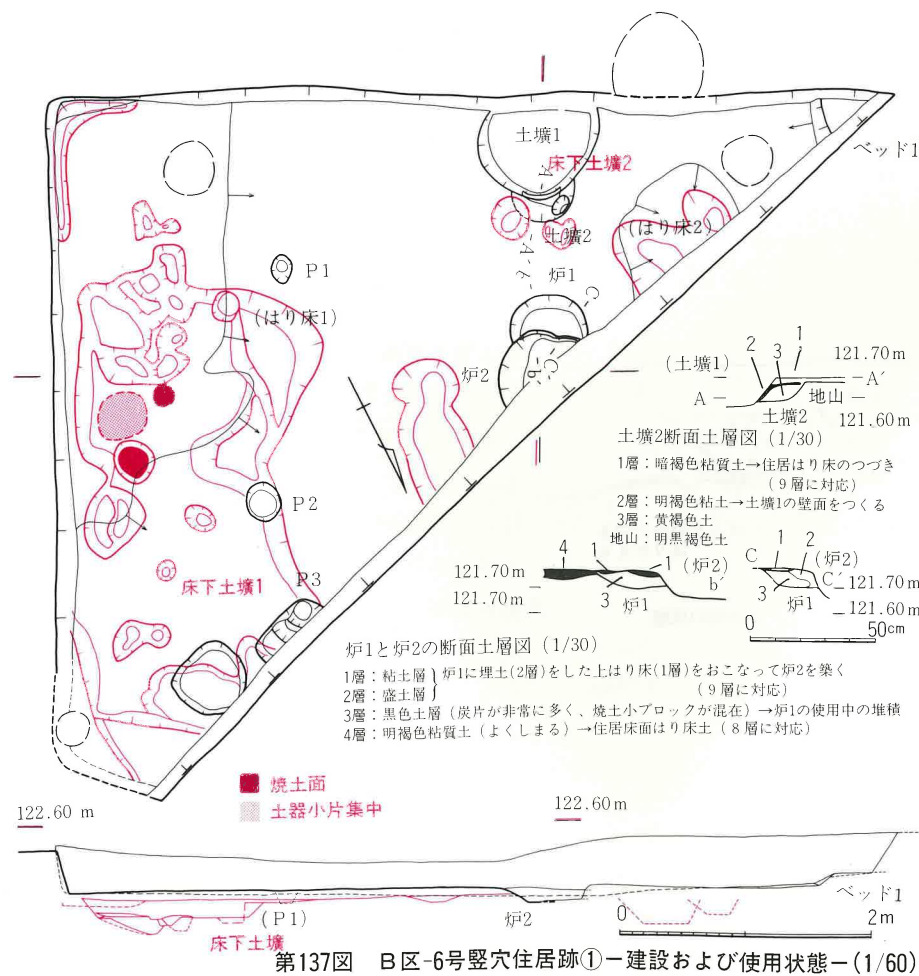 土壙1
ベッド1
床下土壙2
土壙2
(はり床2)
A
A´
炉1
P1
C
(はり床1)
C´
b´
炉2
2 3 1
(土壙1) 121.70m
A A´
地山
土壙2 121.60m
土壙2断面土層図 (1/30)
1層：暗褐色粘質土→住居はり床のつづき
(9層に対応)
2層：明褐色粘土→土壙1の壁面をつくる
3層：黄褐色土
地山：明黒褐色土
P2
4 1 1 (炉2)
121.70m
121.70m
3 炉1
b´
1 2
C (炉2)
C´ 121.70m
3 炉1 121.60m
0 50cm
床下土壙1
P3
炉1と炉2の断面土層図 (1/30)
1層：粘土層
2層：盛土層
炉1に埋土(2層)をした上はり床(1層)をおこなって炉2を築く
(9層に対応)
3層：黒色土層（炭片が非常に多く、焼土小ブロックが混在）→炉1の使用中の堆積
4層：明褐色粘質土（よくしまる）→住居床面はり床土（8層に対応）
焼土面
土器小片集中
122.60 m
122.60m
ベッド1
(P1)
炉2
0 2m
床下土壙
第137図 B区-6号竪穴住居跡①－建設および使用状態－(1/60)